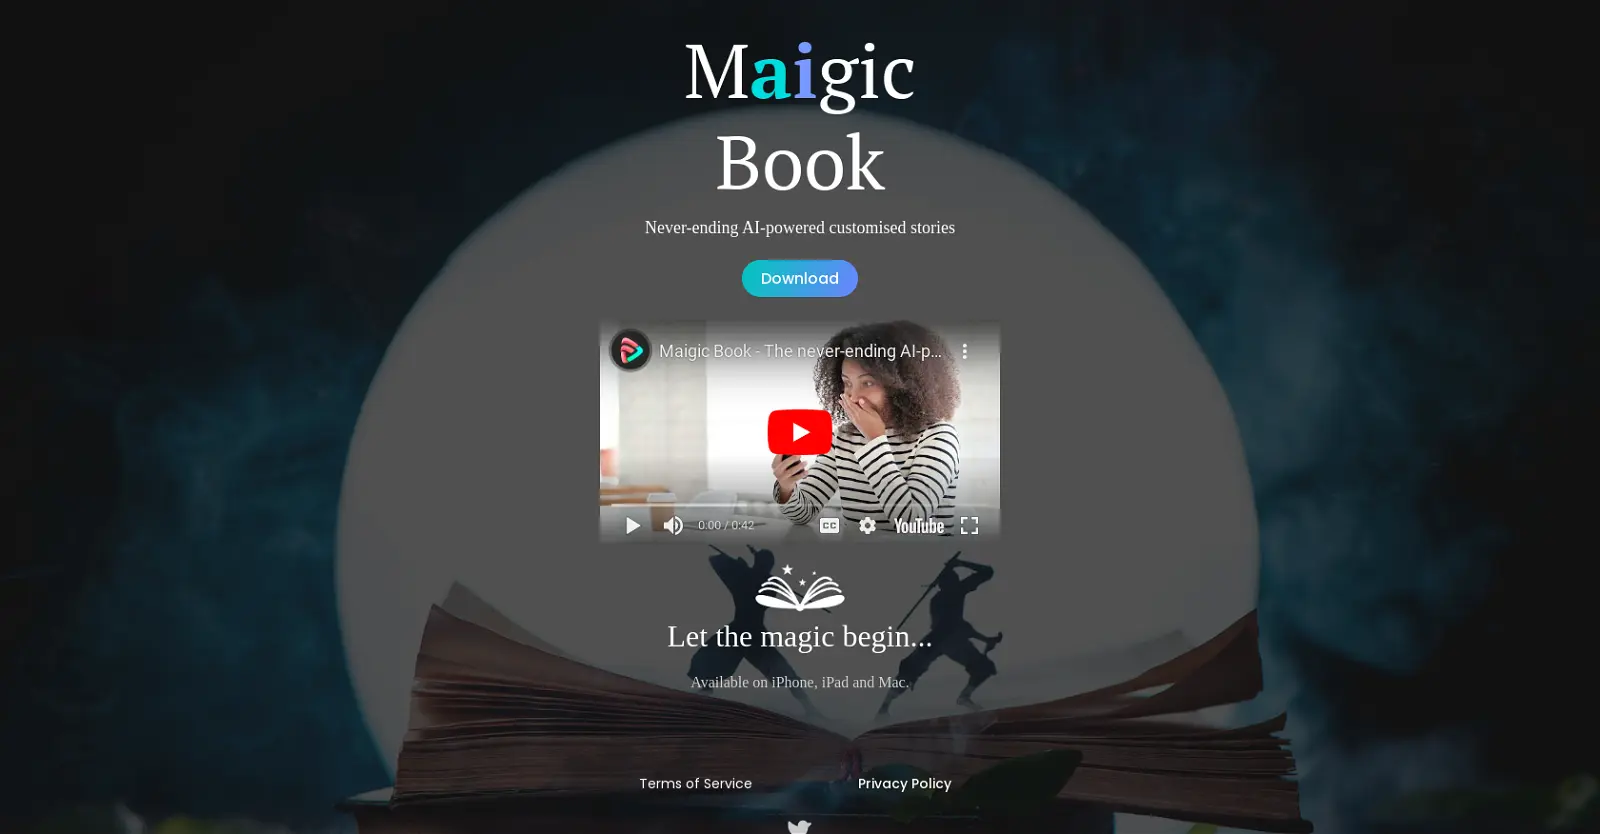 Maigic
Book
Never-ending AI-powered customised stories
Download
Maigic Book - The never-ending AI-p...
0:00 / 0:42
CC
YouTube
Let the magic begin...
Available on iPhone, iPad and Mac.
Terms of Service
Privacy Policy